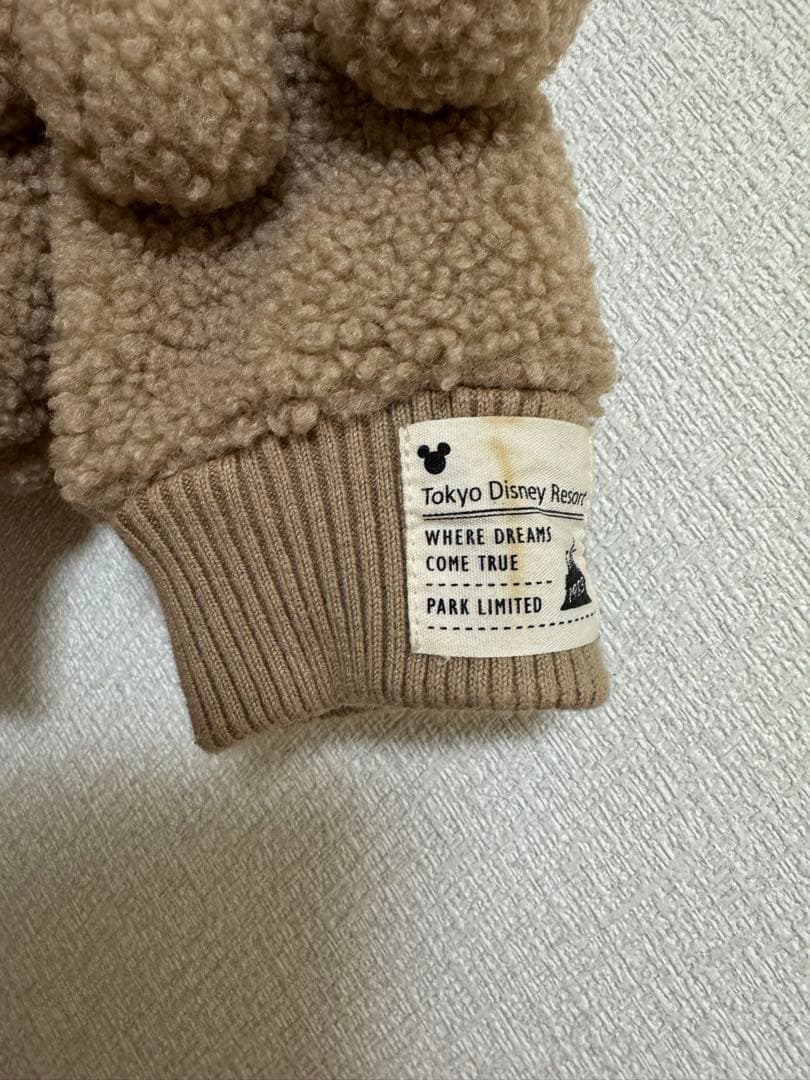 Tokyo Disney Resort
WHERE DREAMS
COME TRUE
PARK LIMITED